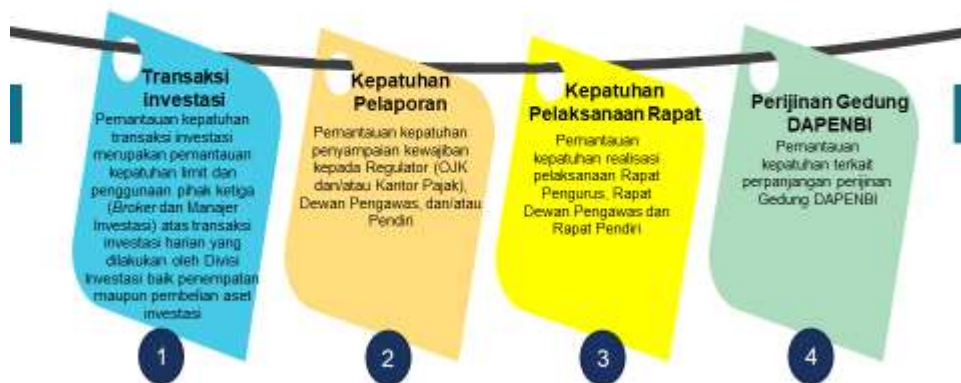 Transaksi
investasi
Pemantauan kepatuhan
transaksi investasi
merupakan pemantauan
kepatuhan limit dan
penggunaan pihak ketiga
(Broker dan Manajer
Investasi) atas transaksi
investasi harian yang
dilakukan oleh Divisi
Investasi baik penempatan
maupun pembelian aset
investasi
1
Kepatuhan
Pelaporan
Pemantauan kepatuhan
penyampaian kewajiban
kepada Regulator (OJK
dan/atau Kantor Pajak),
Dewan Pengawas, dan/atau
Pendiri
2
Kepatuhan
Pelaksanaan Rapat
Pemantauan
kepatuhan realisasi
pelaksanaan Rapat
Pengurus, Rapat
Dewan Pengawas dan
Rapat Pendiri
3
Perijinan Gedung
DAPENBI
Pemantauan
kepatuhan terkait
perpanjangan perijinan
Gedung DAPENBI
4